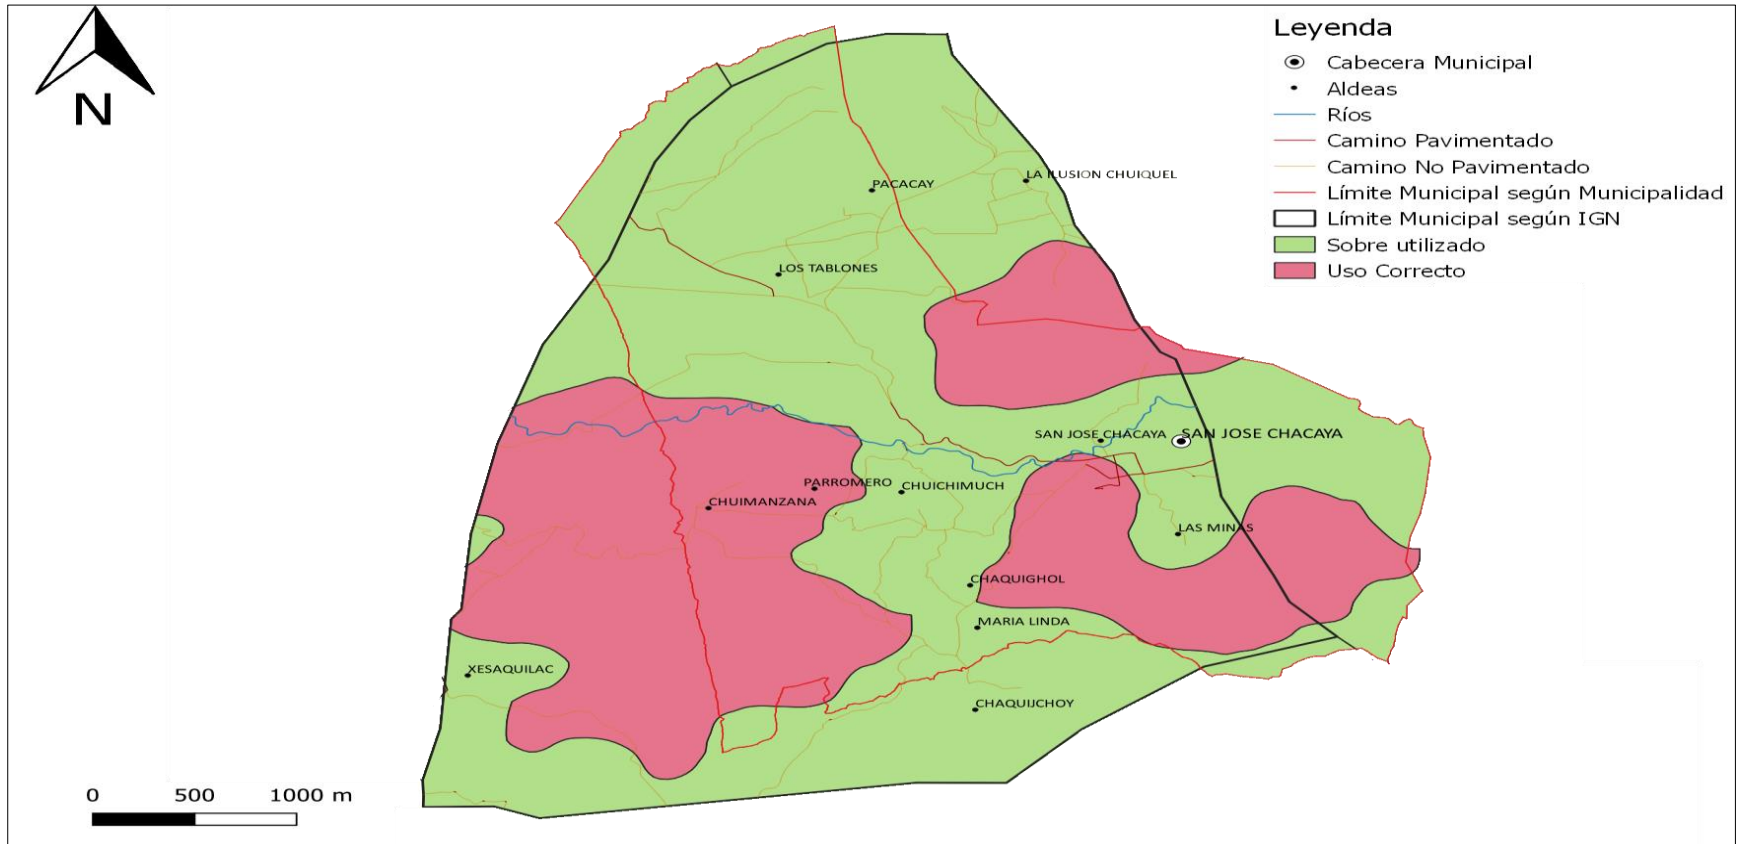 N
Leyenda
Cabecera Municipal
Aldeas
Ríos
Camino Pavimentado
Camino No Pavimentado
Límite Municipal según Municipalidad
Límite Municipal según IGN
Sobre utilizado
Uso Correcto
PACACAY
LA ILUSION CHUIQUEL
LOS TABLONES
SAN JOSE CHACAYA
SAN JOSE CHACAYA
PARROMERO
CHUICHIMUCH
CHUIMANZANA
LAS MINAS
CHAQUIGHOL
MARIA LINDA
XESAQUILAC
CHAQUIJCHOY
0 500 1000 m